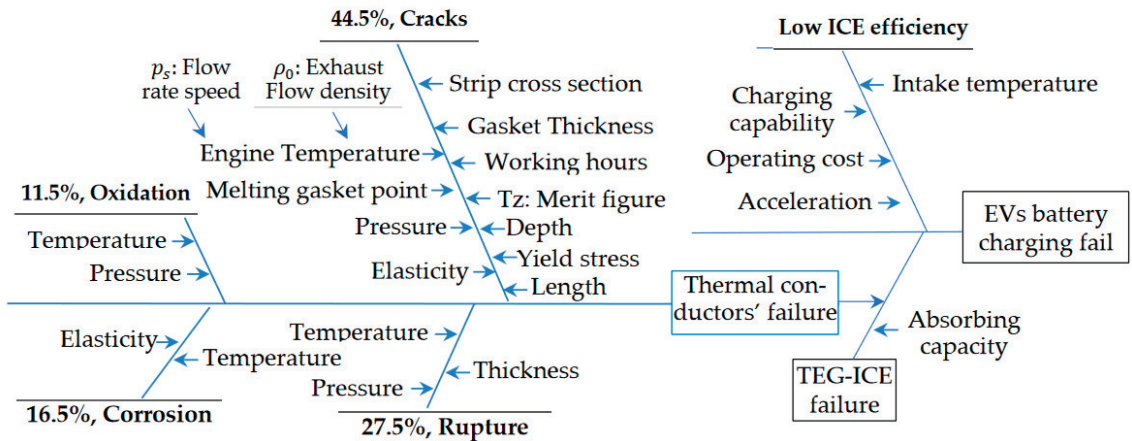 44.5%, Cracks
Low ICE efficiency
pₛ: Flow
rate speed
ρ₀: Exhaust
Flow density
Strip cross section
Gasket Thickness
Engine Temperature
Working hours
Melting gasket point
Tz: Merit figure
Pressure
Depth
Yield stress
Elasticity
Length
Intake temperature
Charging
capability
Operating cost
Acceleration
EVs battery
charging fail
11.5%, Oxidation
Temperature
Pressure
Thermal con-
ductors’ failure
Elasticity
Temperature
16.5%, Corrosion
Temperature
Thickness
Pressure
27.5%, Rupture
Absorbing
capacity
TEG-ICE
failure